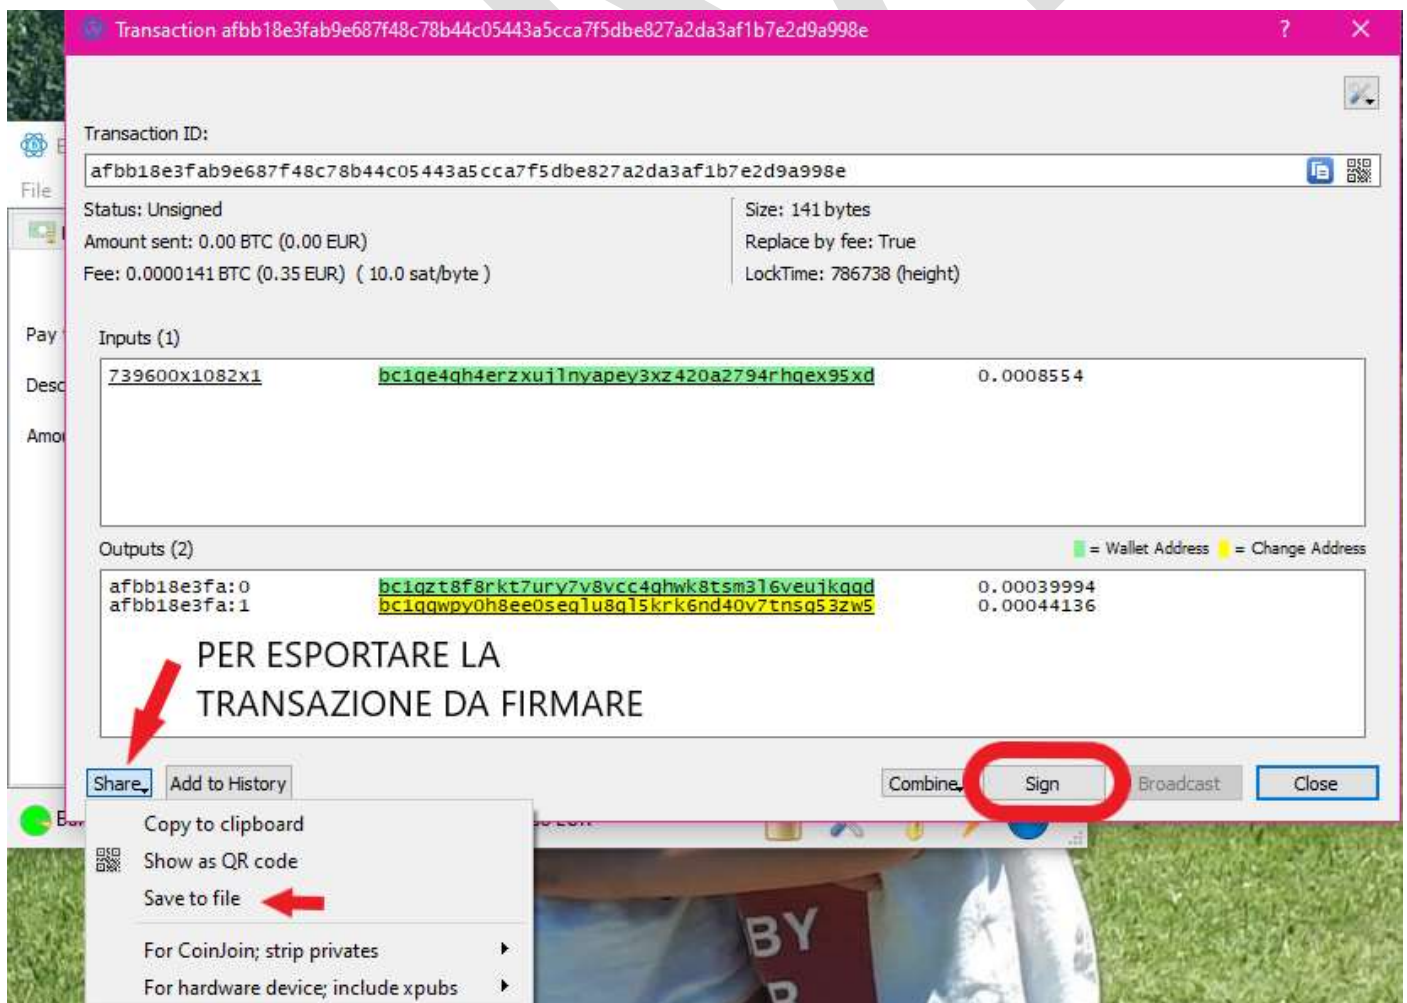 Transaction afbb18e3fab9e687f48c78b44c05443a5cca7f5dbe827a2da3af1b7e2d9a998e
?
Transaction ID:
afbb18e3fab9e687f48c78b44c05443a5cca7f5dbe827a2da3af1b7e2d9a998e
File
Status: Unsigned
Size: 141 bytes
Amount sent: 0.00 BTC (0.00 EUR)
Replace by fee: True
Fee: 0.0000141 BTC (0.35 EUR) ( 10.0 sat/byte )
LockTime: 786738 (height)
Pay
Inputs (1)
739600x1082x1 bc1qe4qh4erzxujlnyapey3xz420a2794rhqex95xd 0.0008554
Desc
Amou
Outputs (2)
= Wallet Address = Change Address
afbb18e3fa:0 bc1qzt8f8rkt7ury7v8vcc4qhwk8tsm3l6veujkqqd 0.00039994
afbb18e3fa:1 bc1qqwpy0h8ee0seqlu8ql5krk6nd40v7tnsq53zw5 0.00044136
PER ESPORTARE LA
TRANSAZIONE DA FIRMARE
Share Add to History Combine Sign Broadcast Close
Copy to clipboard
Show as QR code
Save to file
For CoinJoin; strip privates
For hardware device; include xpubs
BY